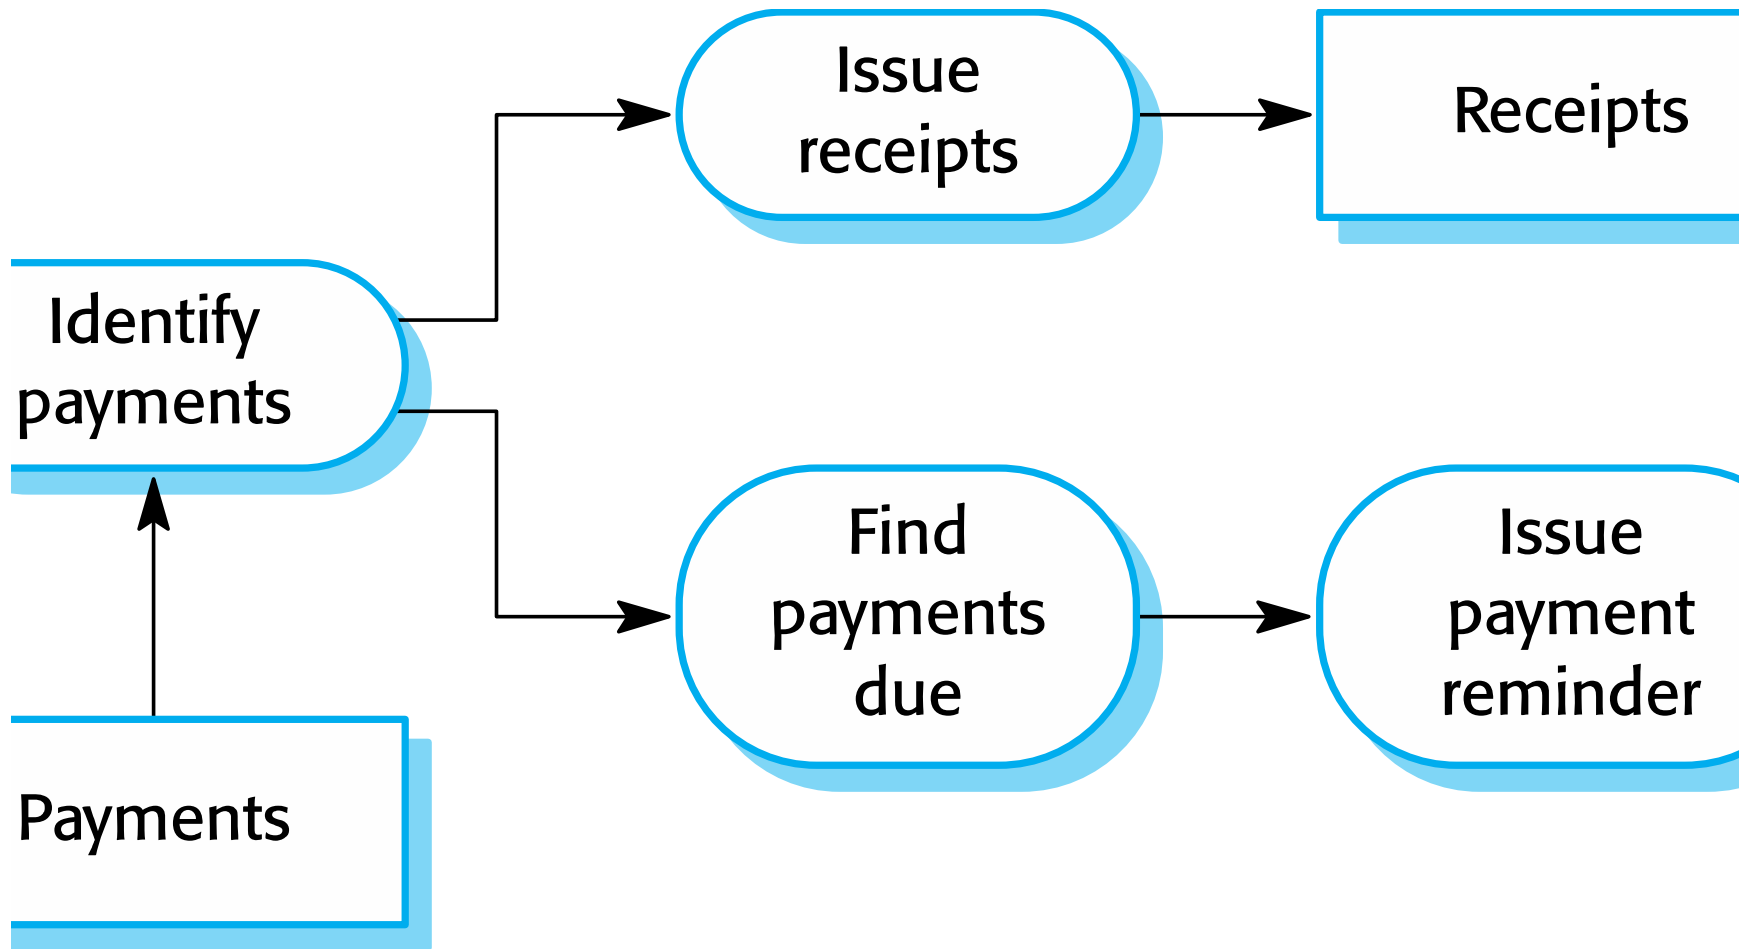 Issue
receipts
Receipts
Identify
payments
Find
payments
due
Issue
payment
reminder
Payments